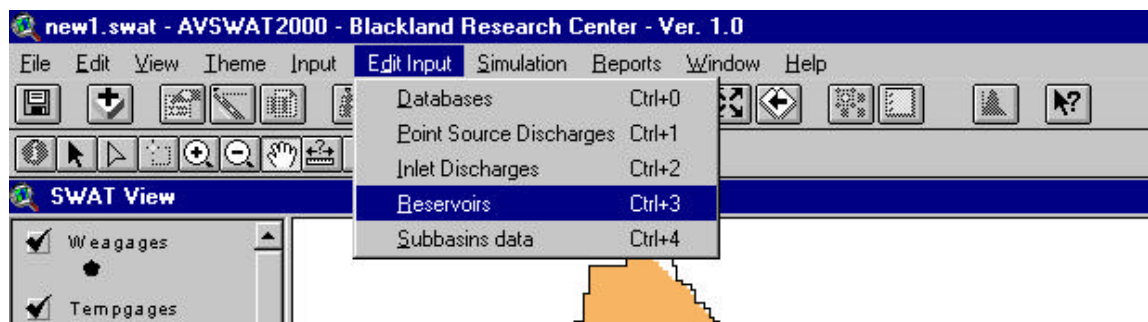 new1.swat - AVSWAT2000 - Blackland Research Center - Ver. 1.0
File Edit View Theme Input Edit Input Simulation Reports Window Help
Databases Ctrl+0
Point Source Discharges Ctrl+1
Inlet Discharges Ctrl+2
Reservoirs Ctrl+3
Subbasins data Ctrl+4
SWAT View
Weagages
Tempgages